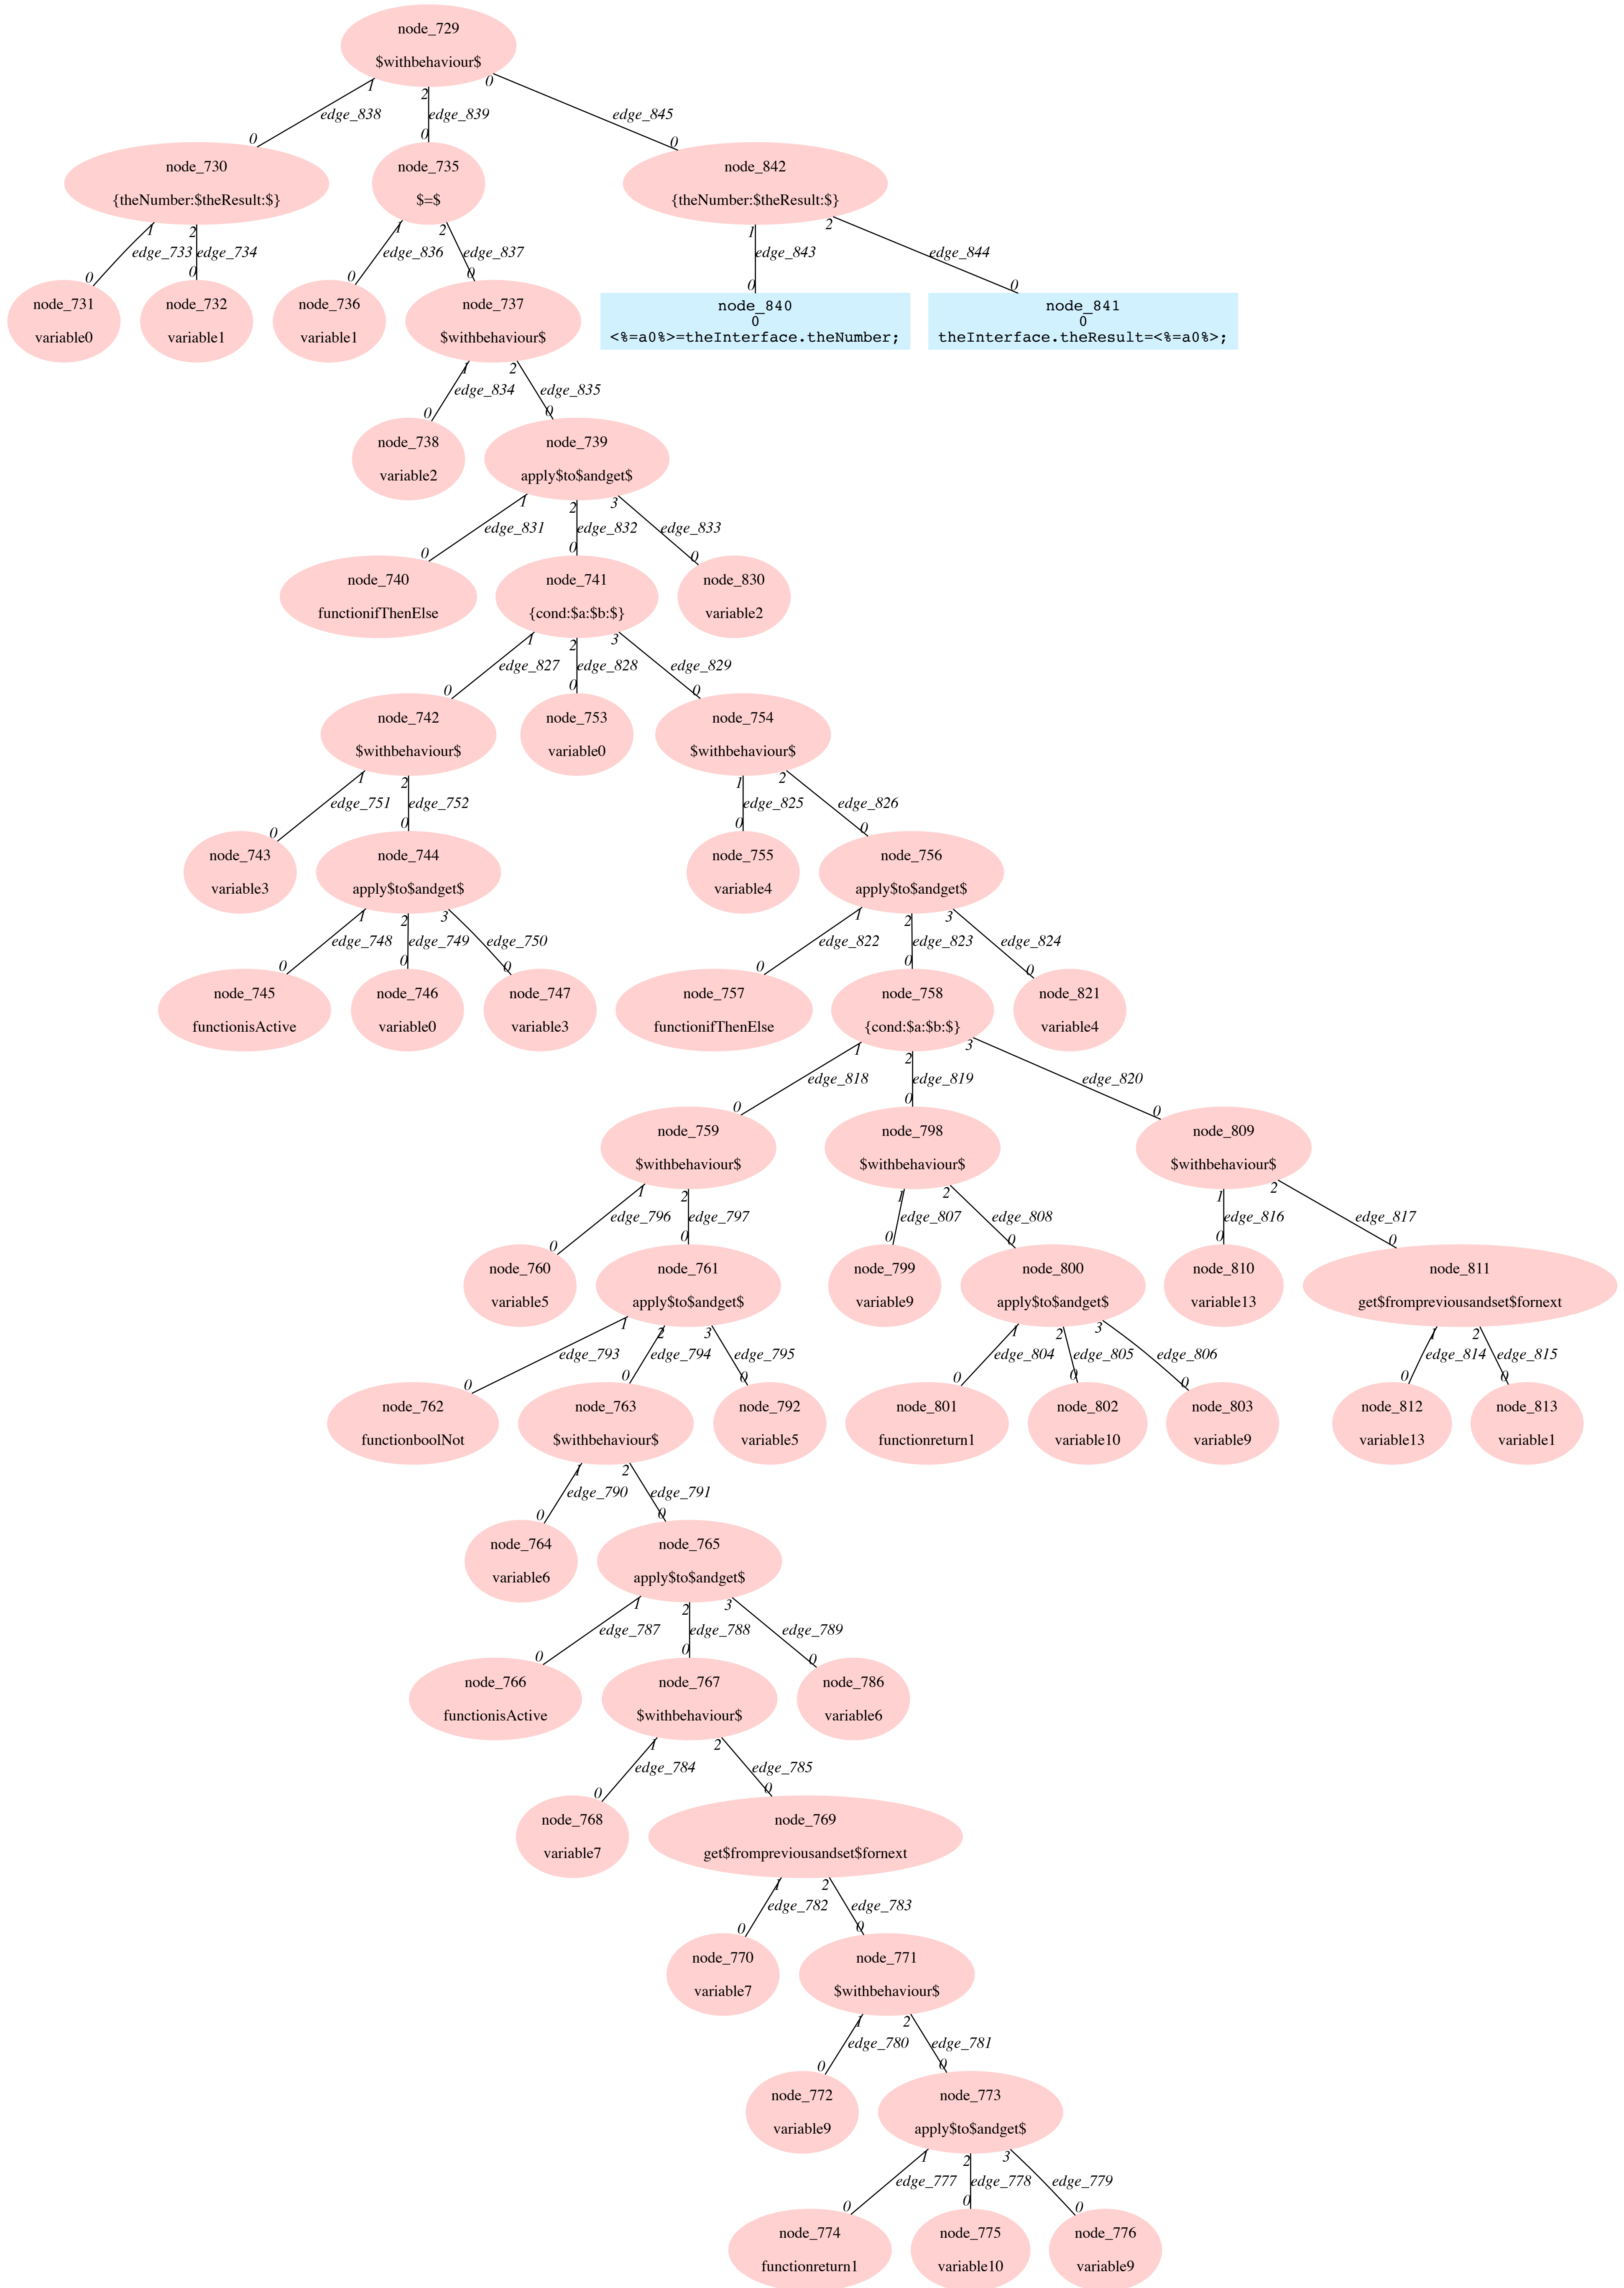 node_729
$withbehaviour$
1
2
0
edge_838
edge_839
edge_845
0
0
0
node_730
{theNumber:$theResult:$}
node_735
$=$
node_842
{theNumber:$theResult:$}
1
2
1
2
1
2
edge_733
edge_734
edge_836
edge_837
edge_843
edge_844
0
0
0
0
0
0
node_731
variable0
node_732
variable1
node_736
variable1
node_737
$withbehaviour$
node_840
0
<%=a0%>=theInterface.theNumber;
node_841
0
theInterface.theResult=<%=a0%>;
1
2
edge_834
edge_835
0
0
node_738
variable2
node_739
apply$to$andget$
1
2
3
edge_831
edge_832
edge_833
0
0
0
node_740
functionifThenElse
node_741
{cond:$a:$b:$}
node_830
variable2
1
2
3
edge_827
edge_828
edge_829
0
0
0
node_742
$withbehaviour$
node_753
variable0
node_754
$withbehaviour$
1
2
1
2
edge_751
edge_752
edge_825
edge_826
0
0
0
0
node_743
variable3
node_744
apply$to$andget$
node_755
variable4
node_756
apply$to$andget$
1
2
3
1
2
3
edge_748
edge_749
edge_750
edge_822
edge_823
edge_824
0
0
0
0
0
0
node_745
functionisActive
node_746
variable0
node_747
variable3
node_757
functionifThenElse
node_758
{cond:$a:$b:$}
node_821
variable4
1
2
3
edge_818
edge_819
edge_820
0
0
0
node_759
$withbehaviour$
node_798
$withbehaviour$
node_809
$withbehaviour$
1
2
1
2
1
2
edge_796
edge_797
edge_807
edge_808
edge_816
edge_817
0
0
0
0
0
0
node_760
variable5
node_761
apply$to$andget$
node_799
variable9
node_800
apply$to$andget$
node_810
variable13
node_811
get$frompreviousandset$fornext
1
2
3
1
2
3
1
2
edge_793
edge_794
edge_795
edge_804
edge_805
edge_806
edge_814
edge_815
0
0
0
0
0
0
0
0
node_762
functionboolNot
node_763
$withbehaviour$
node_792
variable5
node_801
functionreturn1
node_802
variable10
node_803
variable9
node_812
variable13
node_813
variable1
1
2
edge_790
edge_791
0
0
node_764
variable6
node_765
apply$to$andget$
1
2
3
edge_787
edge_788
edge_789
0
0
0
node_766
functionisActive
node_767
$withbehaviour$
node_786
variable6
1
2
edge_784
edge_785
0
0
node_768
variable7
node_769
get$frompreviousandset$fornext
1
2
edge_782
edge_783
0
0
node_770
variable7
node_771
$withbehaviour$
1
2
edge_780
edge_781
0
0
node_772
variable9
node_773
apply$to$andget$
1
2
3
edge_777
edge_778
edge_779
0
0
0
node_774
functionreturn1
node_775
variable10
node_776
variable9